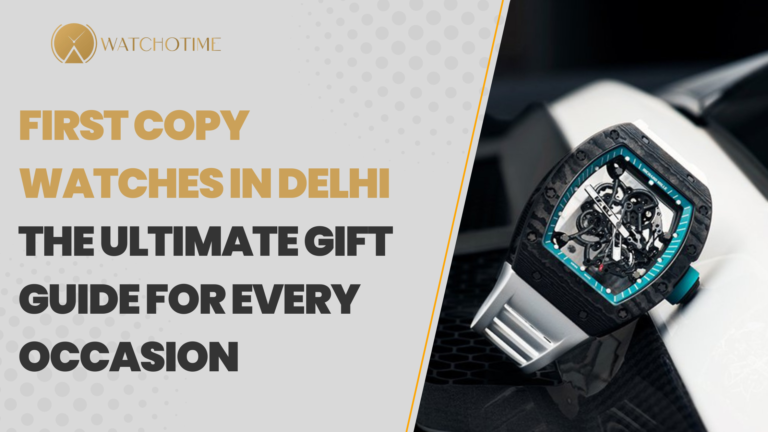 WATCHOTIME
FIRST COPY
WATCHES IN DELHI
THE ULTIMATE GIFT
GUIDE FOR EVERY
OCCASION